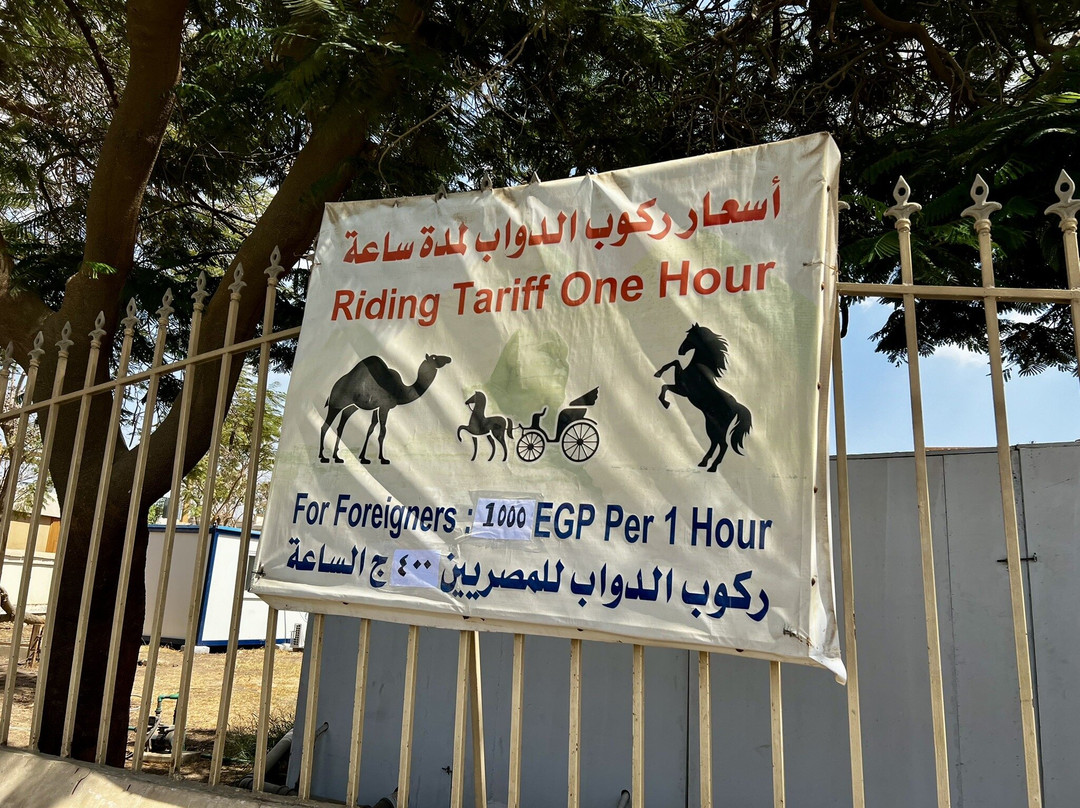 أسعار ركوب الدواب لمدة ساعة
Riding Tariff One Hour
For Foreigners : 1000 EGP Per 1 Hour
ركوب الدواب للمصريين ٤٠٠ ج الساعة